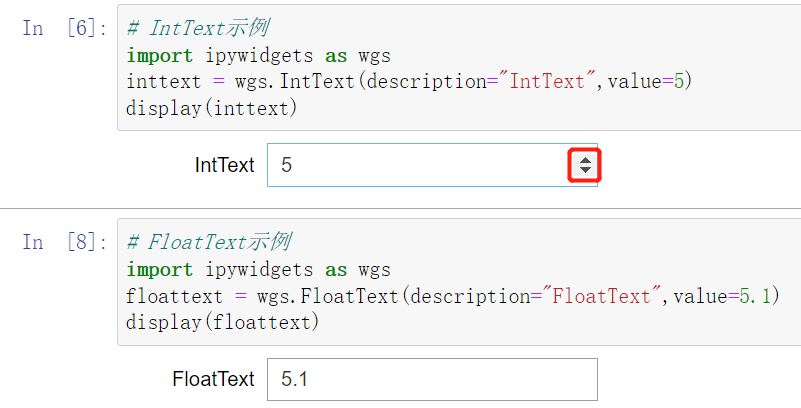 In [6]: # IntText示例
import ipywidgets as wgs
inttext = wgs.IntText(description="IntText",value=5)
display(inttext)
IntText 5
In [8]: # FloatText示例
import ipywidgets as wgs
floattext = wgs.FloatText(description="FloatText",value=5.1)
display(floattext)
FloatText 5.1